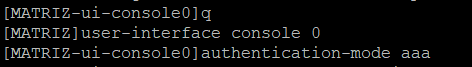 [MATRIZ-ui-console0]q
[MATRIZ]user-interface console 0
[MATRIZ-ui-console0]authentication-mode aaa